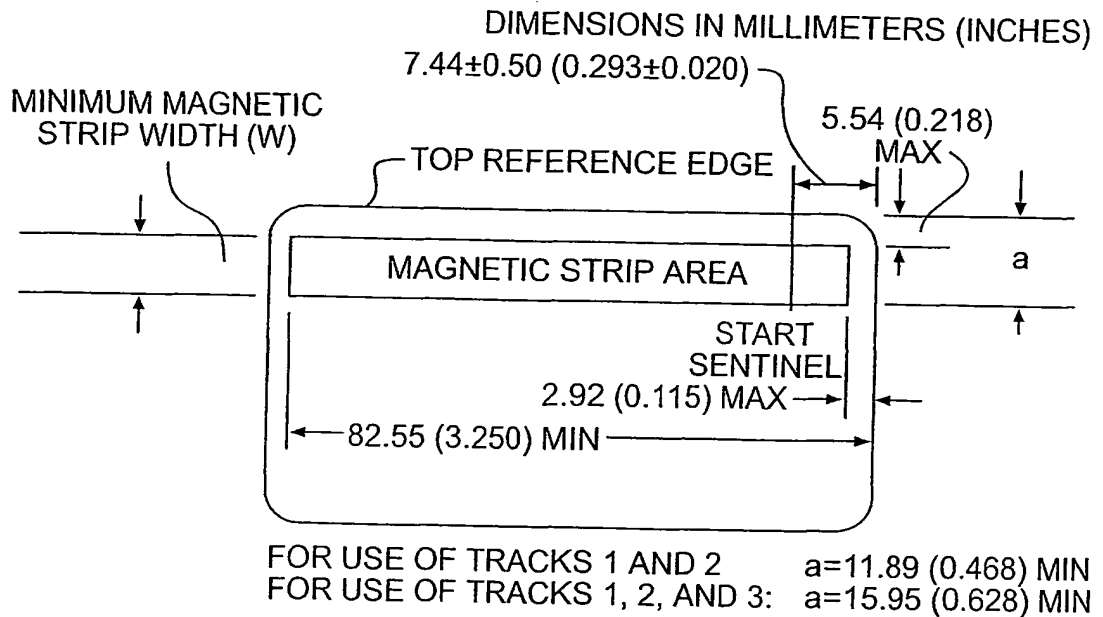 DIMENSIONS IN MILLIMETERS (INCHES)
7.44±0.50 (0.293±0.020)
MINIMUM MAGNETIC
STRIP WIDTH (W)
5.54 (0.218)
MAX
TOP REFERENCE EDGE
MAGNETIC STRIP AREA
a
START
SENTINEL
2.92 (0.115) MAX
82.55 (3.250) MIN
FOR USE OF TRACKS 1 AND 2 a=11.89 (0.468) MIN
FOR USE OF TRACKS 1, 2, AND 3: a=15.95 (0.628) MIN